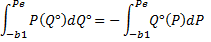 ∫_{-b1}^{Pe} P(Q°)dQ° = − ∫_{-b1}^{Pe} Q°(P)dP